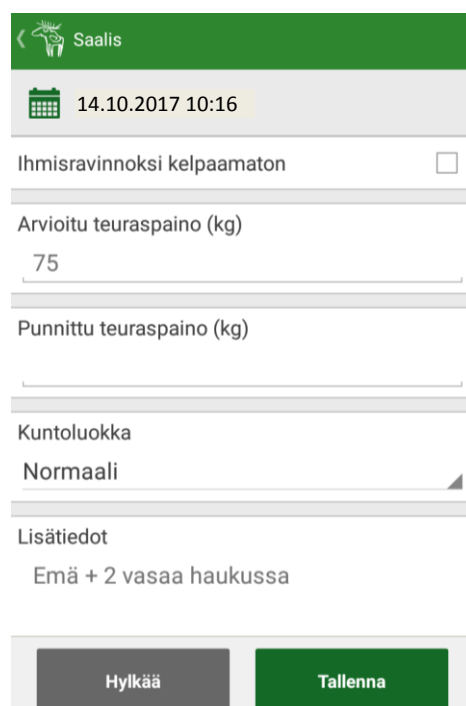 Saalis
14.10.2017 10:16
Ihmisravinnoksi kelpaamaton
Arvioitu teuraspaino (kg)
75
Punnittu teuraspaino (kg)
Kuntoluokka
Normaali
Lisätiedot
Emä + 2 vasaa haukussa
Hylkää Tallenna